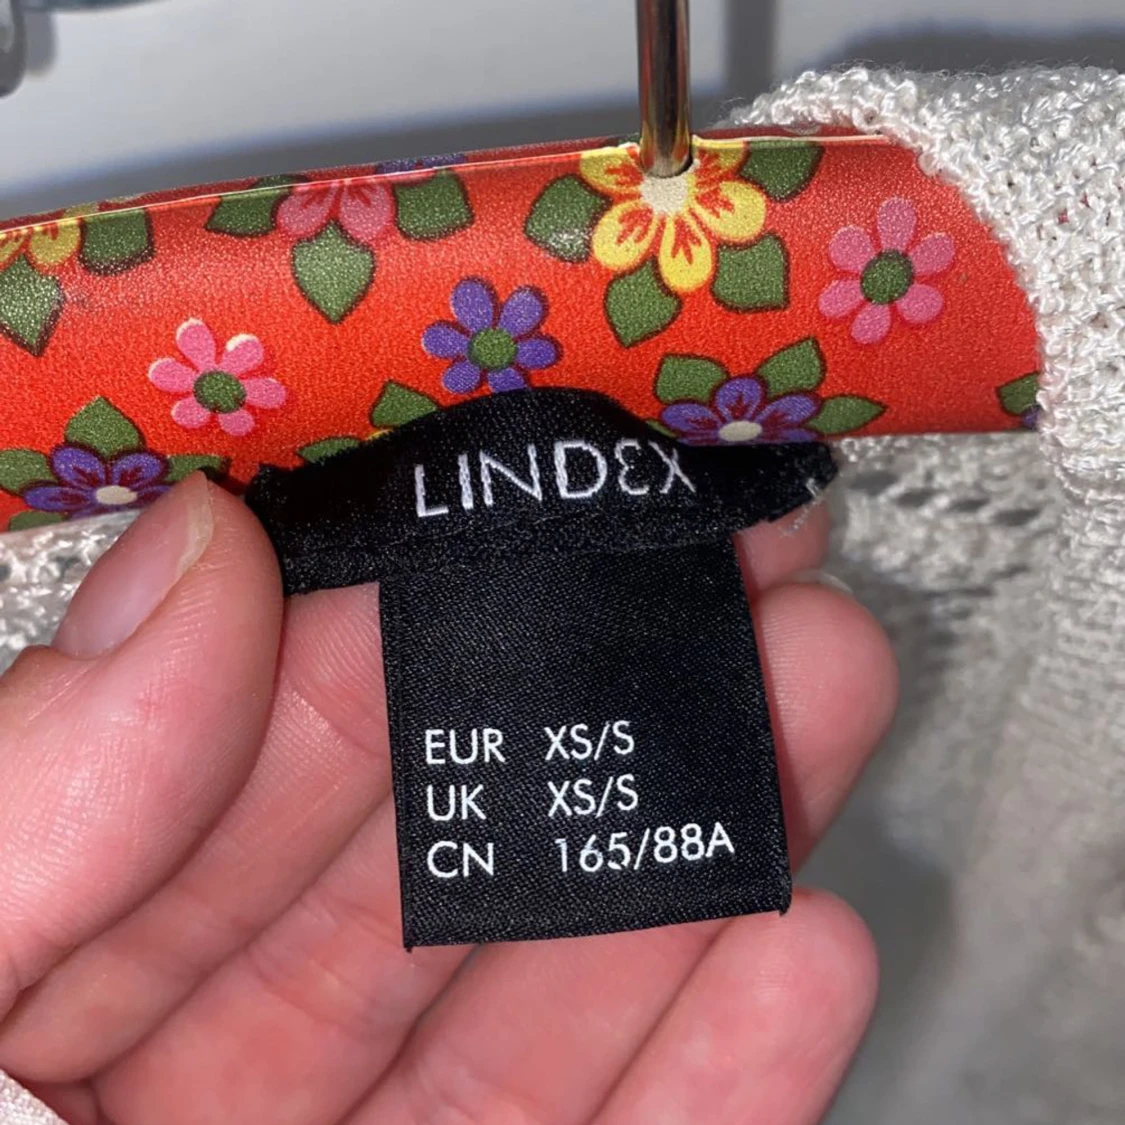 LINDEX
EUR XS/S
UK XS/S
CN 165/88A